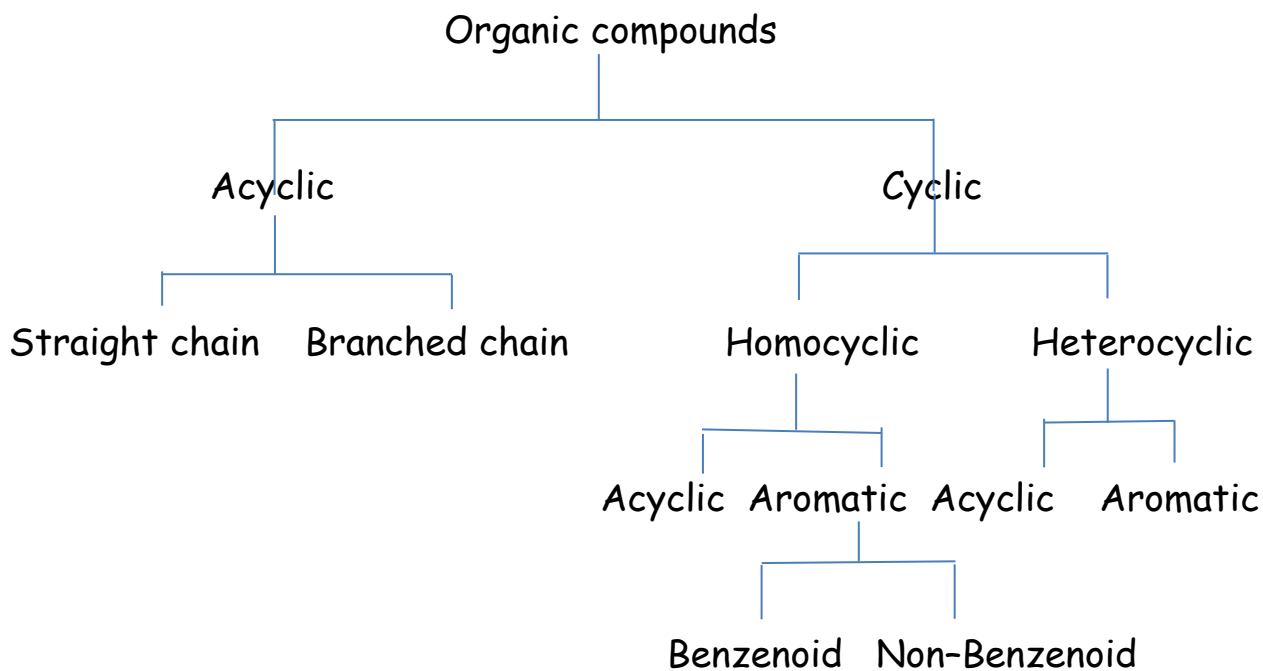 Organic compounds
Acyclic Cyclic
Straight chain Branched chain Homocyclic Heterocyclic
Acyclic Aromatic Acyclic Aromatic
Benzenoid Non-Benzenoid